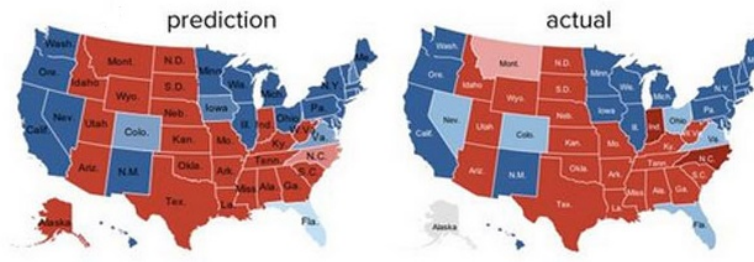 prediction
actual
Wash.
Ore.
Calif.
Nev.
Idaho
Mont.
Wyo.
Utah
Ariz.
Colo.
N.M.
N.D.
S.D.
Neb.
Kan.
Okla.
Tex.
Minn.
Iowa
Mo.
Ark.
La.
Wis.
Ill.
Mich.
Ind.
Ohio
Ky.
Tenn.
Miss.
Ala.
Ga.
Fla.
S.C.
N.C.
Va.
W.Va.
Pa.
N.Y.
Me.
Alaska
Wash.
Ore.
Calif.
Nev.
Idaho
Mont.
Wyo.
Utah
Ariz.
Colo.
N.M.
N.D.
S.D.
Neb.
Kan.
Okla.
Tex.
Minn.
Iowa
Mo.
Ark.
La.
Wis.
Ill.
Mich.
Ind.
Ohio
Ky.
Tenn.
Miss.
Ala.
Ga.
Fla.
S.C.
N.C.
Va.
W.Va.
Pa.
N.Y.
Alaska